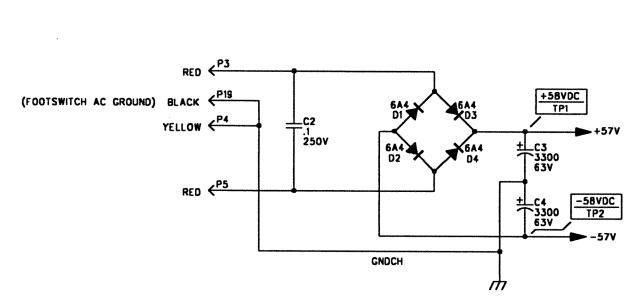 RED P3
(FOOTSWITCH AC GROUND) BLACK P19
YELLOW P4
RED P5
C2
.1
250V
6A4
D1
6A4
D3
6A4
D2
6A4
D4
+58VDC
TP1
+57V
+ C3
3300
63V
+ C4
3300
63V
-58VDC
TP2
-57V
GNDCH